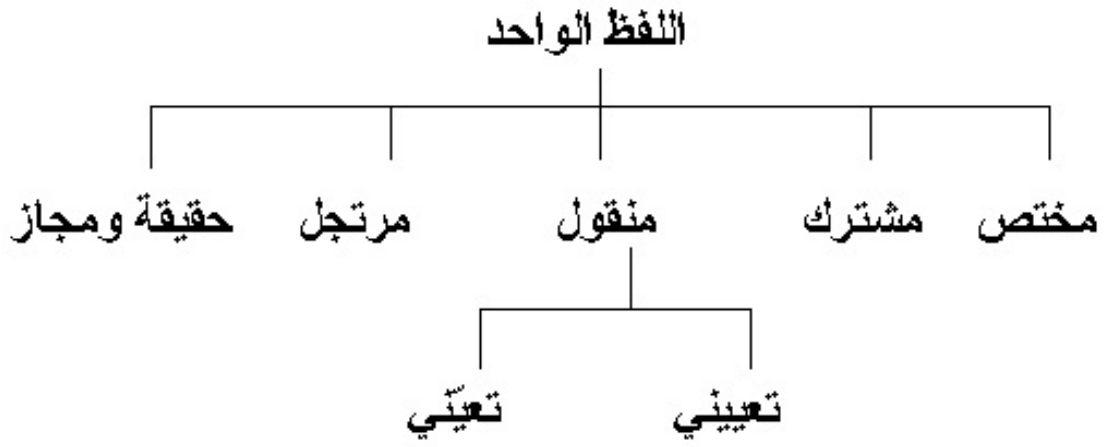 اللفظ الواحد
مختص مشترك منقول مرتجل حقيقة ومجاز
تعييني تعيّني